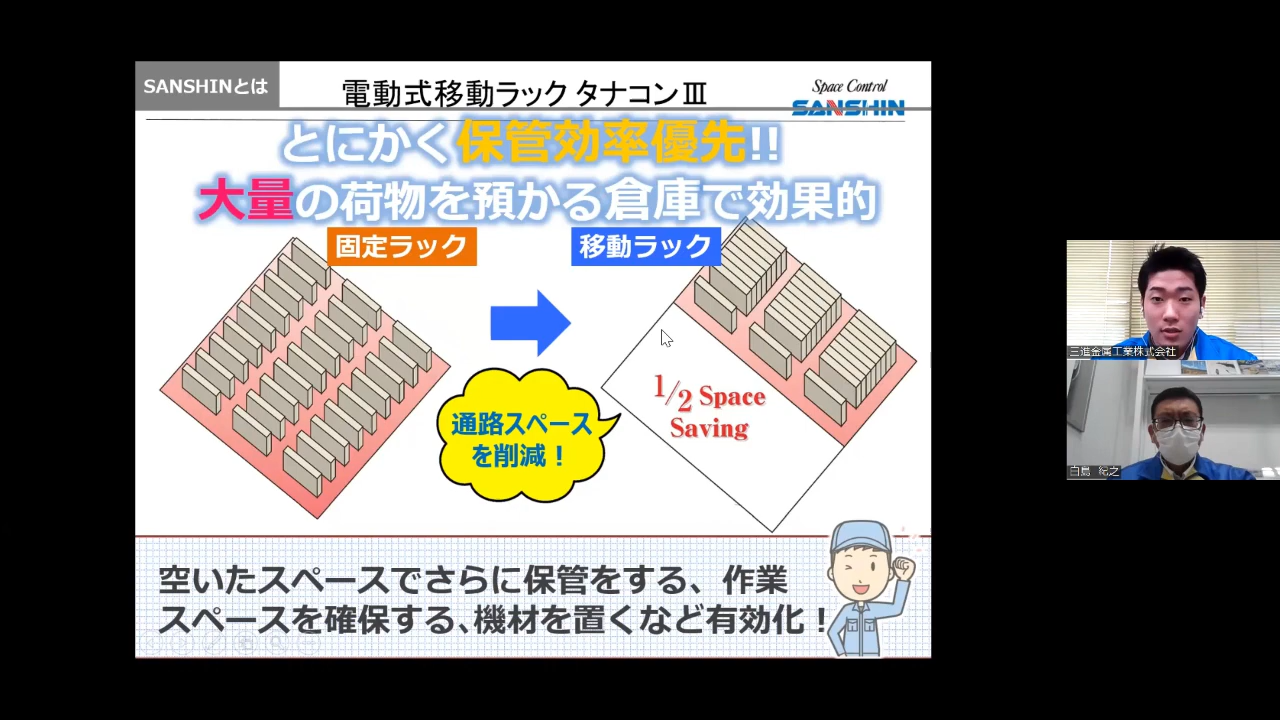 SANSHINとは
電動式移動ラック タナコンⅢ
Space Control
SANSHIN
とにかく保管効率優先!!
大量の荷物を預かる倉庫で効果的
固定ラック
移動ラック
1/2 Space
Saving
通路スペース
を削減！
空いたスペースでさらに保管をする、作業
スペースを確保する、機材を置くなど有効化！
三進金属工業株式会社
白島 紀之